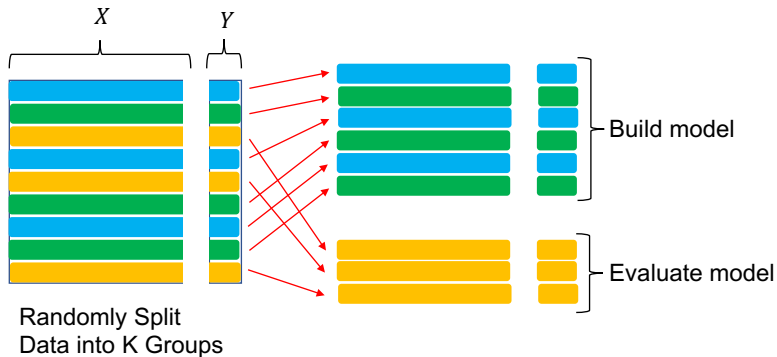 X
Y
Build model
Evaluate model
Randomly Split
Data into K Groups